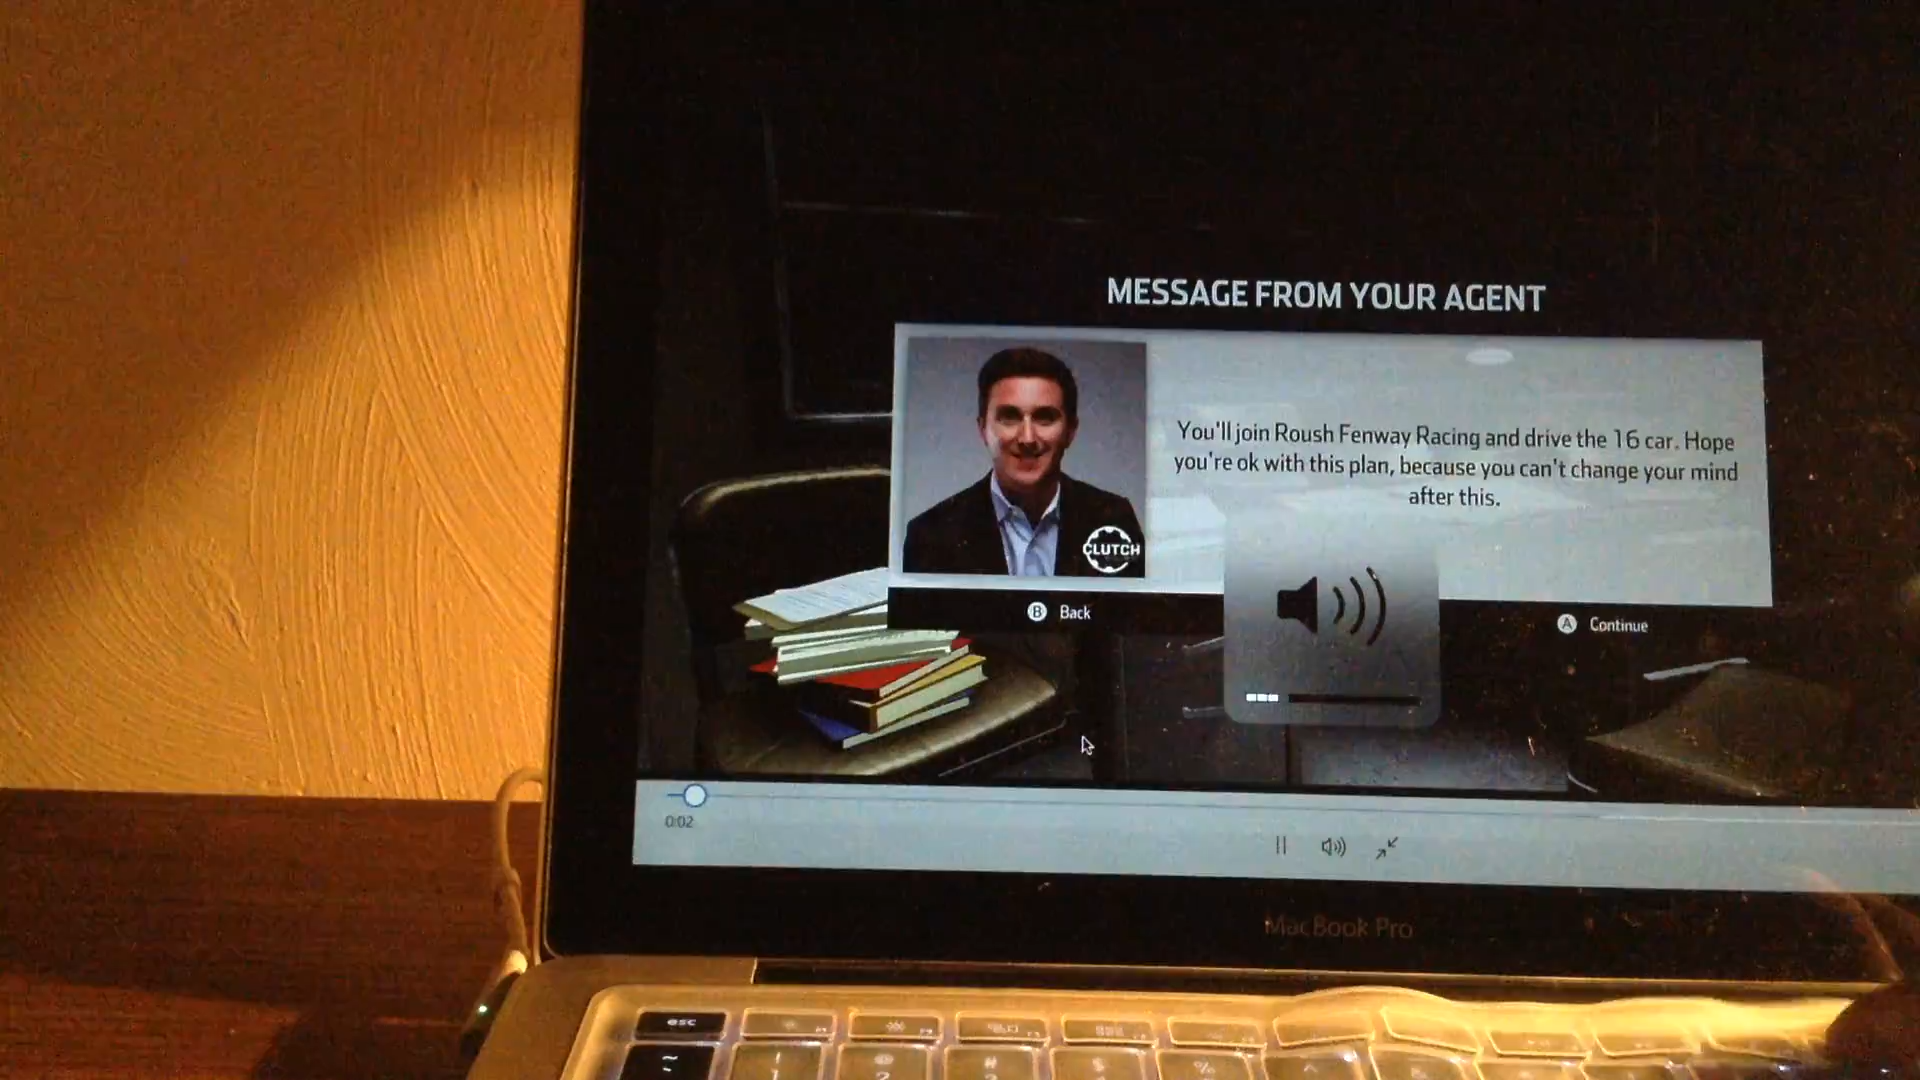 MESSAGE FROM YOUR AGENT
You'll join Roush Fenway Racing and drive the 16 car. Hope
you're ok with this plan, because you can't change your mind
after this.
CLUTCH
B Back
A Continue
0:02
MacBook Pro
esc
~ ! @ # $ % ^
2